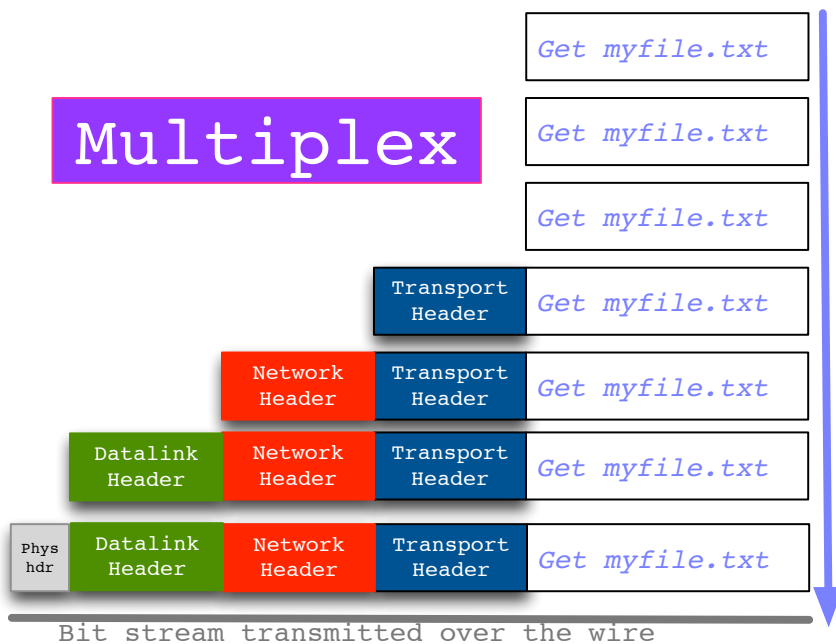 Get myfile.txt
Multiplex
Get myfile.txt
Get myfile.txt
Transport
Header
Get myfile.txt
Network
Header
Transport
Header
Get myfile.txt
Datalink
Header
Network
Header
Transport
Header
Get myfile.txt
Phys
hdr
Datalink
Header
Network
Header
Transport
Header
Get myfile.txt
Bit stream transmitted over the wire